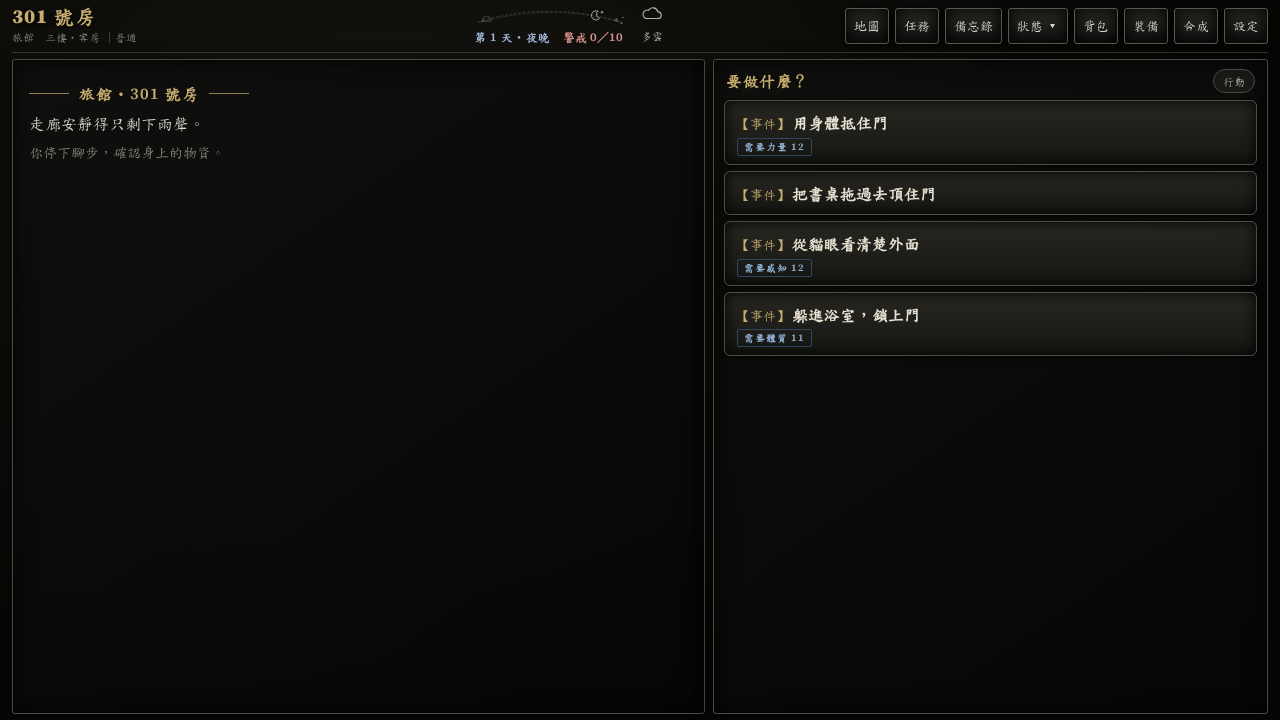 301 號房
旅館 三樓・客房 | 普通
第 1 天・夜晚 警戒 0／10
多雲
地圖 任務 備忘錄 狀態 ▾ 背包 裝備 合成 設定
旅館・301 號房
走廊安靜得只剩下雨聲。
你停下腳步，確認身上的物資。
要做什麼？
行動
【事件】用身體抵住門
需要力量 12
【事件】把書桌拖過去頂住門
【事件】從貓眼看清楚外面
需要感知 12
【事件】躲進浴室，鎖上門
需要體質 11